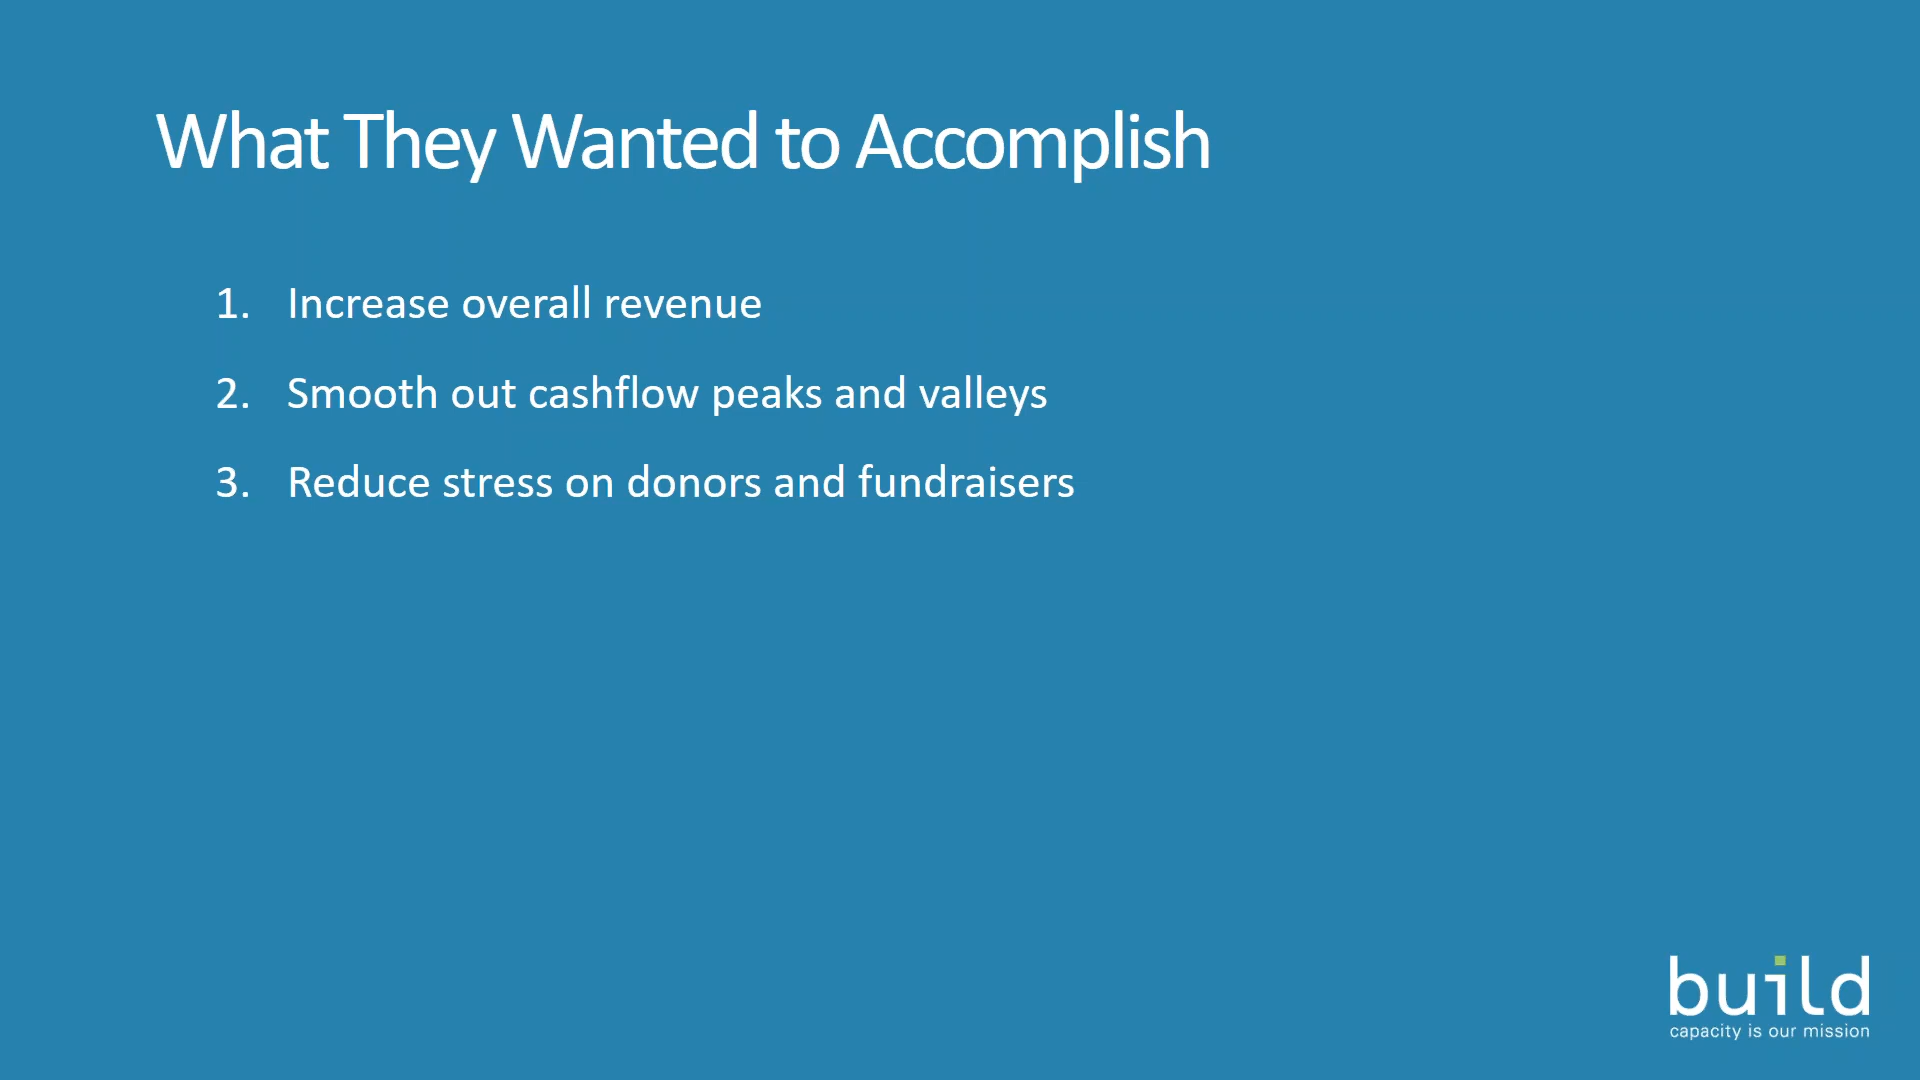 What They Wanted to Accomplish
1. Increase overall revenue
2. Smooth out cashflow peaks and valleys
3. Reduce stress on donors and fundraisers
build
capacity is our mission